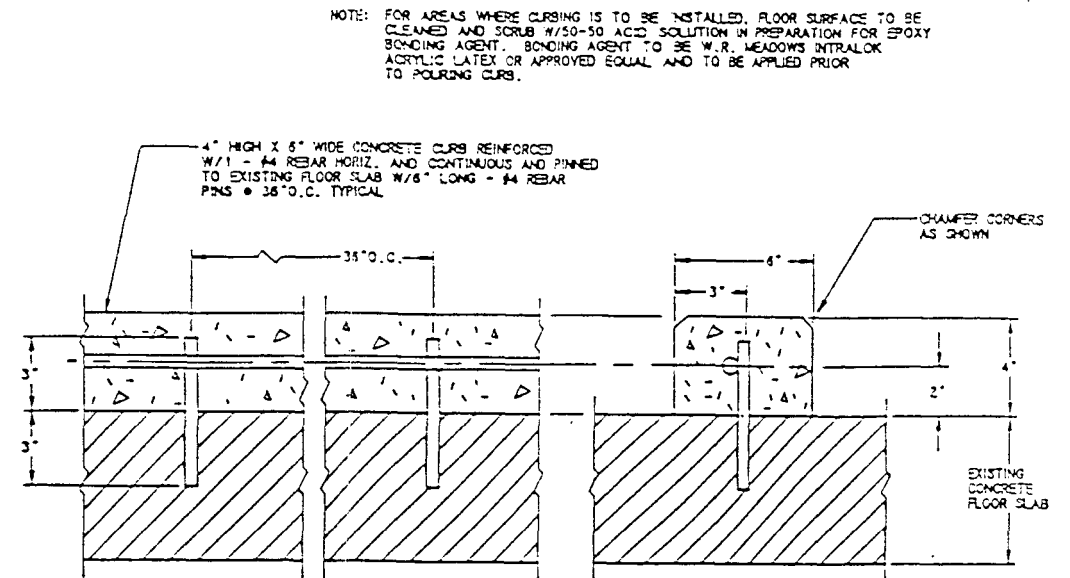 NOTE: FOR AREAS WHERE CURBING IS TO BE INSTALLED, FLOOR SURFACE TO BE
CLEANED AND SCRUB W/50-50 ACID SOLUTION IN PREPARATION FOR EPOXY
BONDING AGENT. BONDING AGENT TO BE W.R. MEADOWS INTRALOK
ACRYLIC LATEX OR APPROVED EQUAL AND TO BE APPLIED PRIOR
TO POURING CURB.
4" HIGH X 6" WIDE CONCRETE CURB REINFORCED
W/1 - #4 REBAR HORIZ. AND CONTINUOUS AND PINNED
TO EXISTING FLOOR SLAB W/6" LONG - #4 REBAR
PINS @ 36"O.C. TYPICAL
CHAMFER CORNERS
AS SHOWN
36"O.C.
6"
3"
3"
4"
2"
3"
EXISTING
CONCRETE
FLOOR SLAB